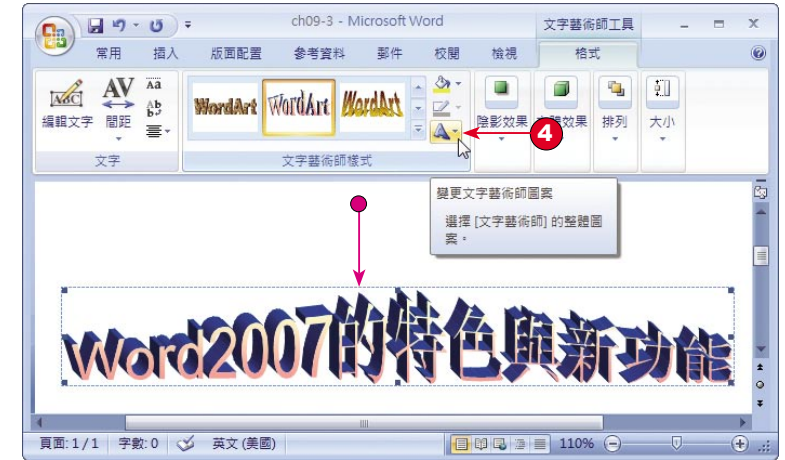 ch09-3 - Microsoft Word
文字藝術師工具
常用 插入 版面配置 參考資料 郵件 校閱 檢視 格式
編輯文字
AV
間距
Aa
文字
WordArt WordArt WordArt
文字藝術師樣式
陰影效果
效果
排列
大小
4
變更文字藝術師圖案
選擇 [文字藝術師] 的整體圖
案。
Word2007的特色與新功能
頁面: 1/1 字數: 0 英文 (美國) 110%